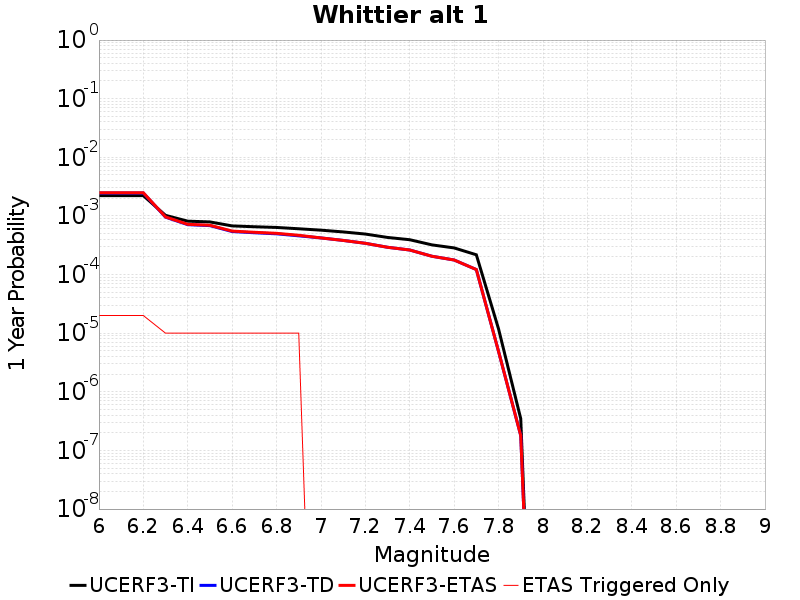 Whittier alt 1
1 Year Probability
10^0
10^-1
10^-2
10^-3
10^-4
10^-5
10^-6
10^-7
10^-8
6 6.2 6.4 6.6 6.8 7 7.2 7.4 7.6 7.8 8 8.2 8.4 8.6 8.8 9
Magnitude
UCERF3-TI UCERF3-TD UCERF3-ETAS ETAS Triggered Only